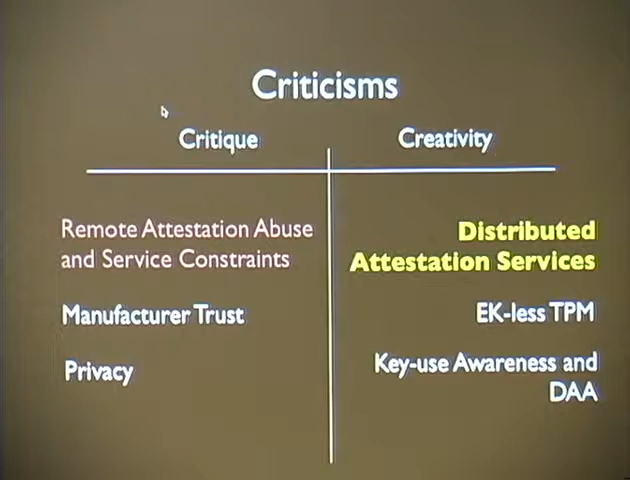 Criticisms
Critique
Creativity
Remote Attestation Abuse
and Service Constraints
Distributed
Attestation Services
Manufacturer Trust
EK-less TPM
Privacy
Key-use Awareness and
DAA